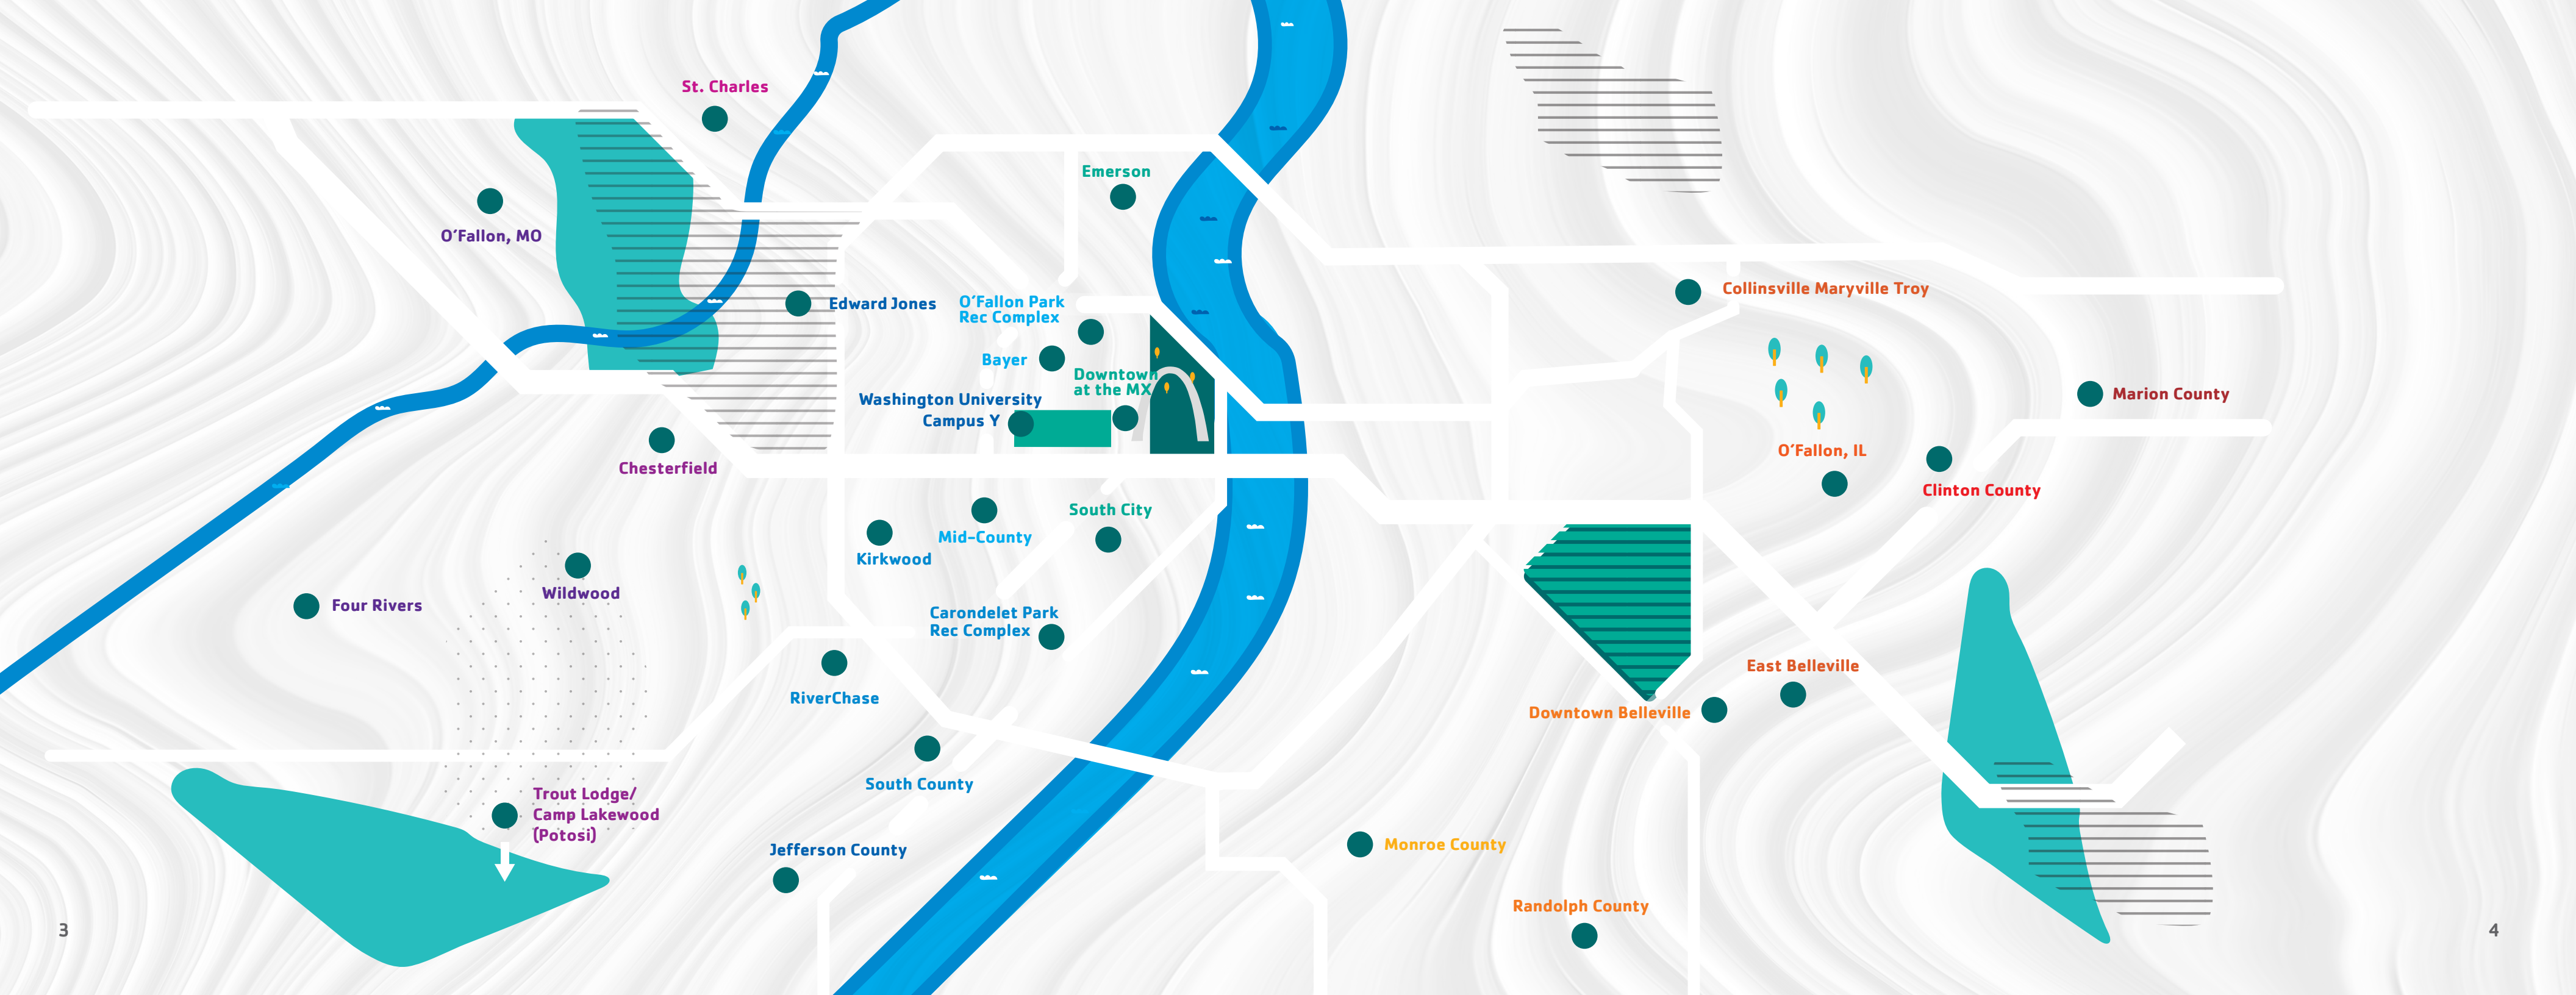 St. Charles
O'Fallon, MO
Emerson
Edward Jones
O'Fallon Park
Rec Complex
Bayer
Downtown
at the MX
Washington University
Campus Y
Chesterfield
South City
Mid-County
Kirkwood
Wildwood
Four Rivers
Carondelet Park
Rec Complex
RiverChase
South County
Trout Lodge/
Camp Lakewood
(Potosi)
Jefferson County
3
Collinsville Maryville Troy
Marion County
O'Fallon, IL
Clinton County
East Belleville
Downtown Belleville
Monroe County
Randolph County
4